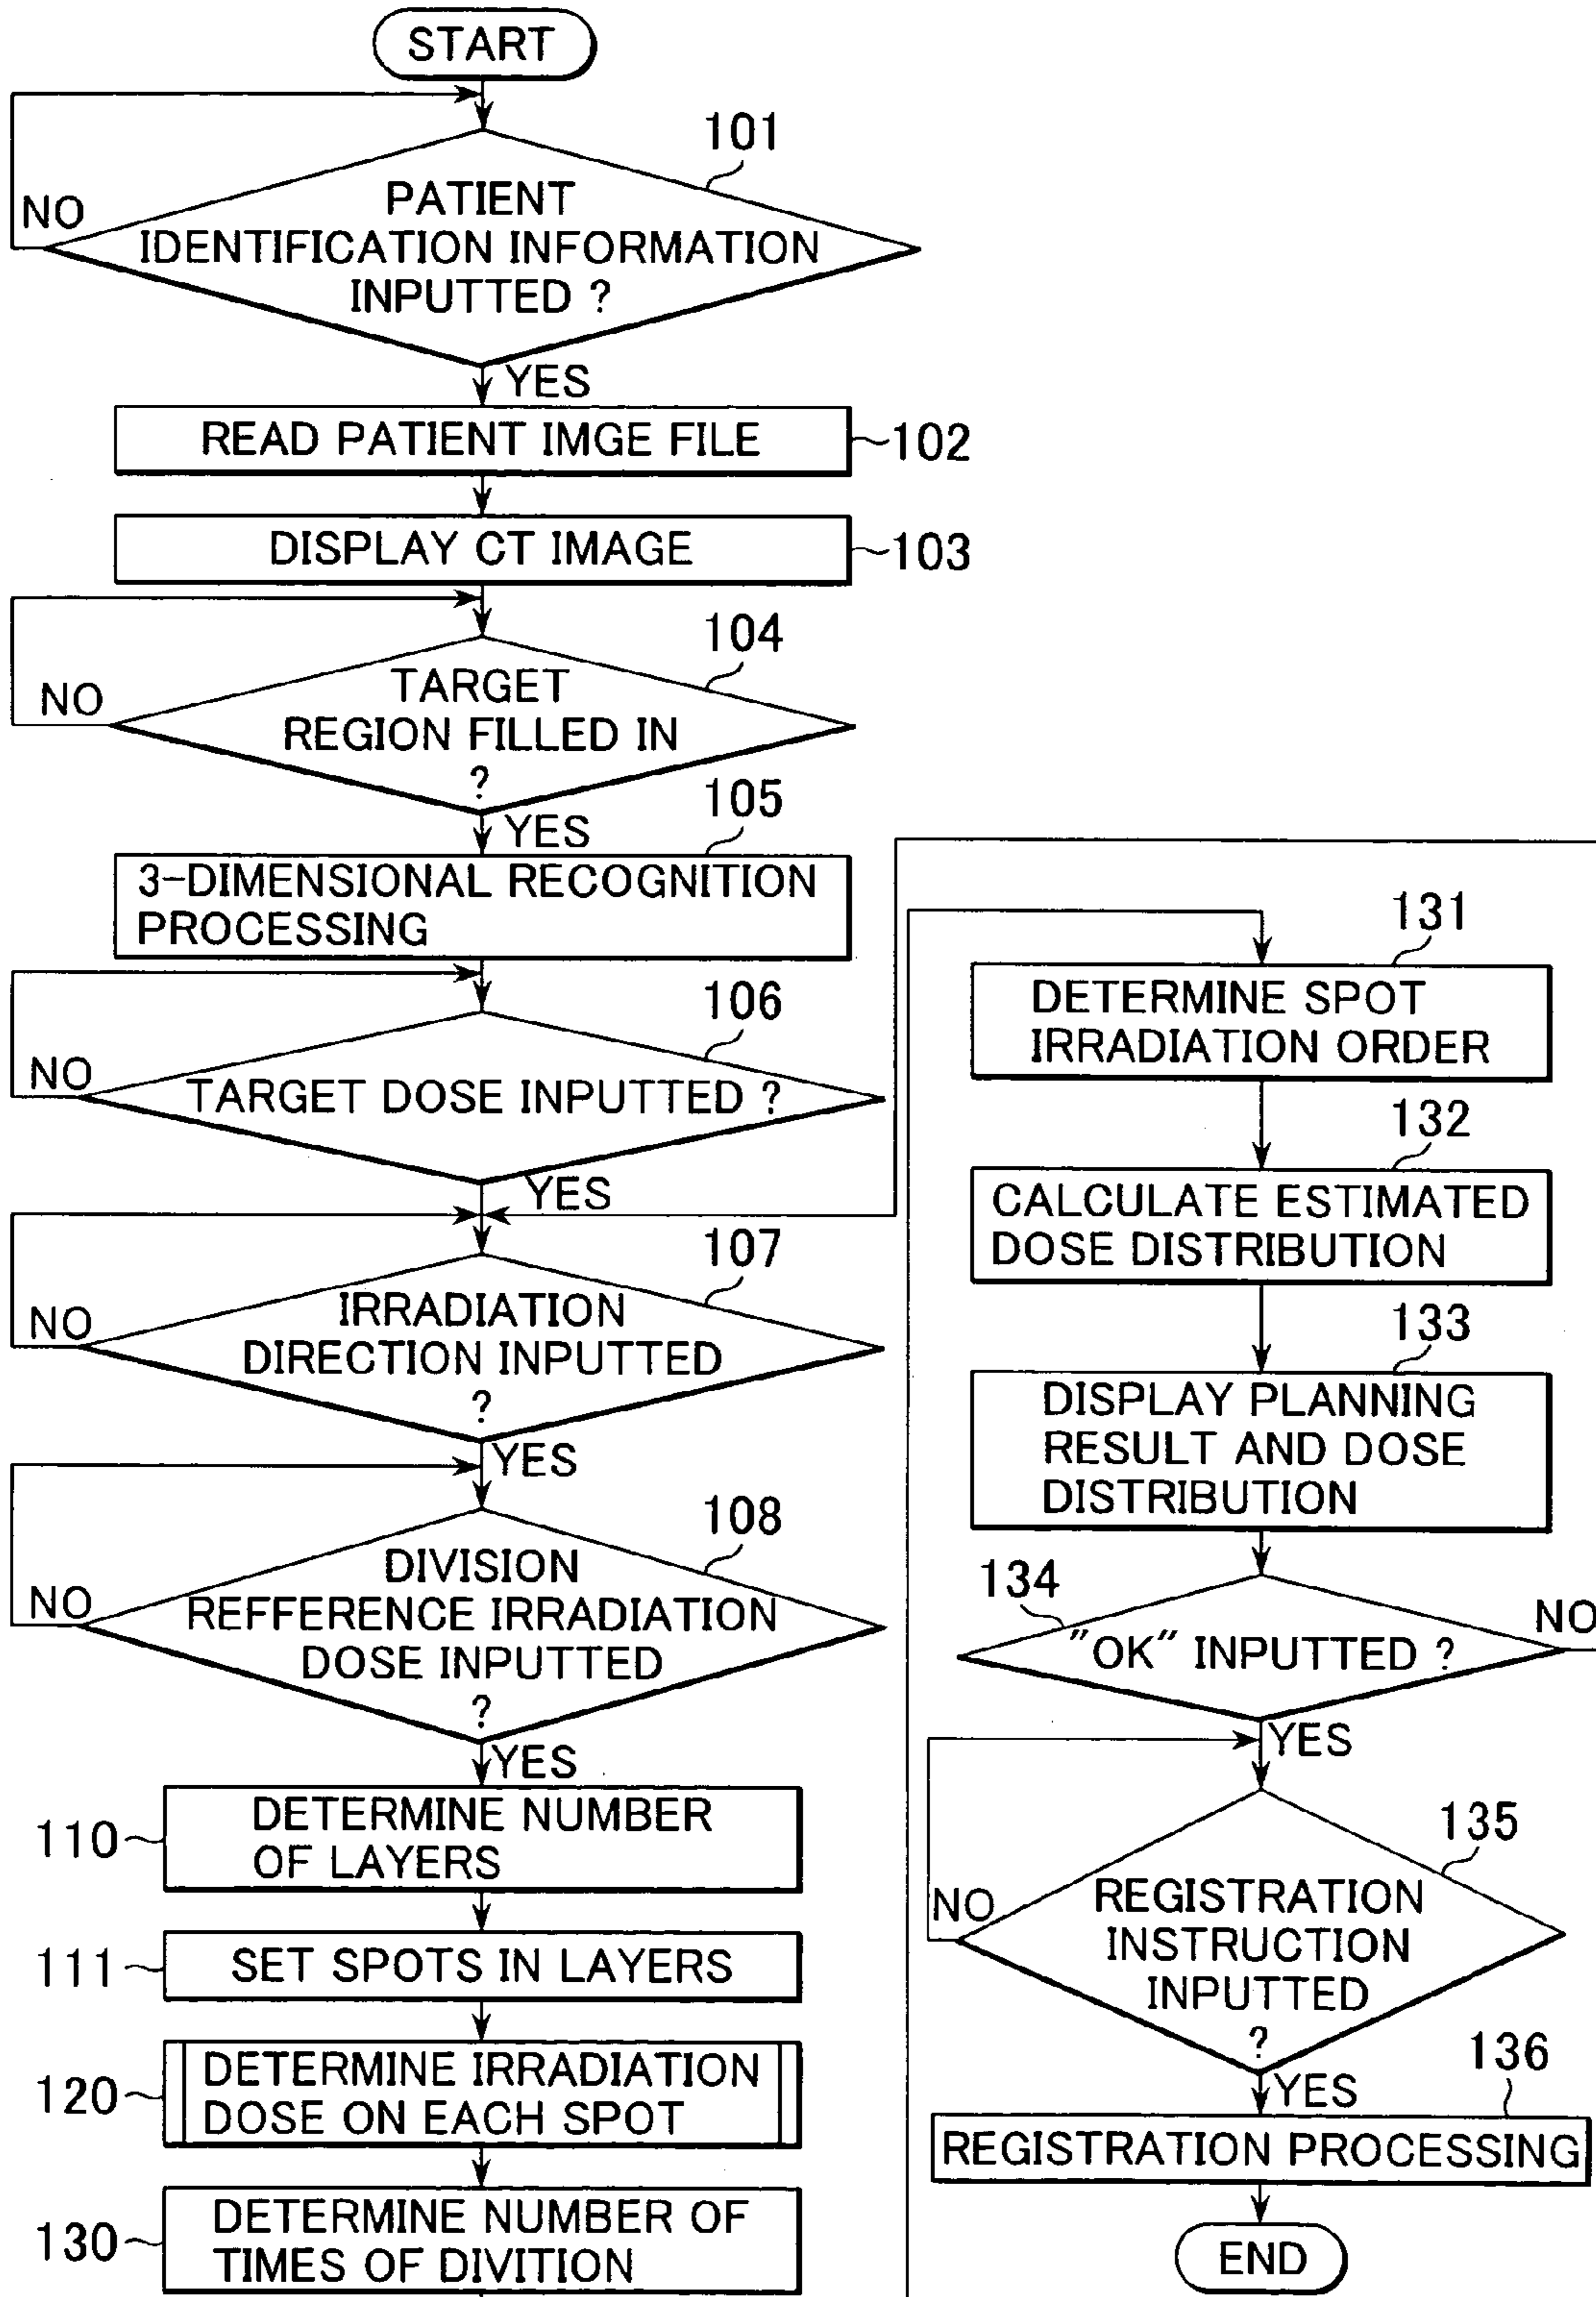 START
101
PATIENT
IDENTIFICATION INFORMATION
INPUTTED ?
NO
YES
READ PATIENT IMGE FILE
102
DISPLAY CT IMAGE
103
104
TARGET
REGION FILLED IN
?
NO
YES
105
3-DIMENSIONAL RECOGNITION
PROCESSING
106
TARGET DOSE INPUTTED ?
NO
YES
107
IRRADIATION
DIRECTION INPUTTED
?
NO
YES
108
DIVISION
REFFERENCE IRRADIATION
DOSE INPUTTED
?
NO
YES
110
DETERMINE NUMBER
OF LAYERS
111
SET SPOTS IN LAYERS
120
DETERMINE IRRADIATION
DOSE ON EACH SPOT
130
DETERMINE NUMBER OF
TIMES OF DIVITION
131
DETERMINE SPOT
IRRADIATION ORDER
132
CALCULATE ESTIMATED
DOSE DISTRIBUTION
133
DISPLAY PLANNING
RESULT AND DOSE
DISTRIBUTION
134
"OK" INPUTTED ?
NO
YES
135
REGISTRATION
INSTRUCTION
INPUTTED
?
NO
YES
136
REGISTRATION PROCESSING
END